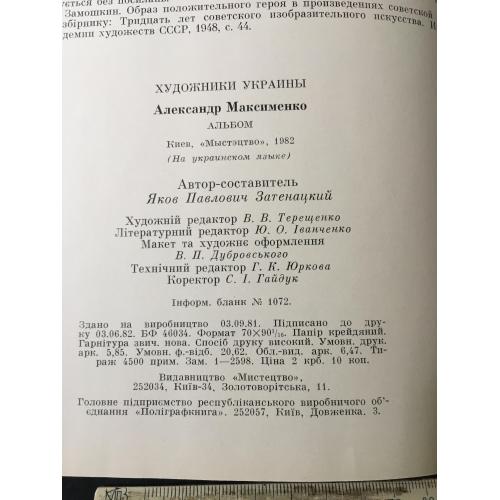 ується без посилань
Замошкин. Образ положительного героя в произведениях советской
збірнику: Тридцать лет советского изобразительного искусства. И
демии художеств СССР, 1948, с. 44.
ХУДОЖНИКИ УКРАИНЫ
Александр Максименко
АЛЬБОМ
Киев, «Мыстэцтво», 1982
(На украинском языке)
Автор-составитель
Яков Павлович Затенацкий
Художній редактор В. В. Терещенко
Літературний редактор Ю. О. Іванченко
Макет та художнє оформлення
В. П. Дубровського
Технічний редактор Г. К. Юркова
Коректор С. І. Гайдук
Інформ. бланк № 1072.
Здано на виробництво 03.09.81. Підписано до дру-
ку 03.06.82. БФ 46034. Формат 70×90¹/₁₆. Папір крейдяний.
Гарнітура звич. нова. Спосіб друку високий. Умовн. друк.
арк. 5,85. Умовн. ф.-відб. 20,62. Обл.-вид. арк. 6,47. Ти-
раж 4500 прим. Зам. 1—2598. Ціна 2 крб. 10 коп.
Видавництво «Мистецтво»,
252034, Київ-34, Золотоворітська, 11.
Головне підприємство республіканського виробничого об'-
єднання «Поліграфкнига». 252057, Київ, Довженка, 3.